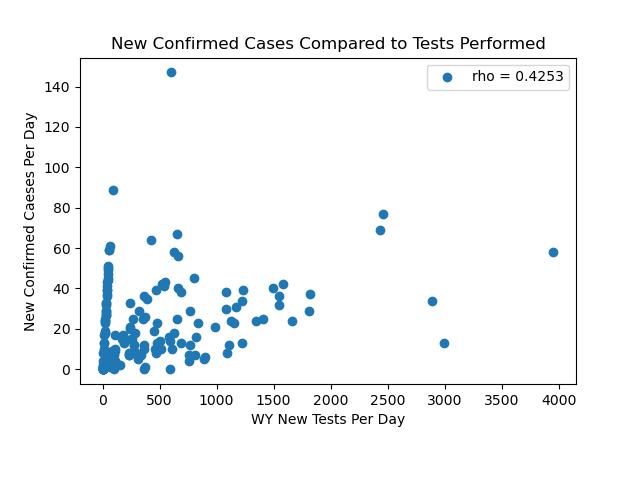 New Confirmed Cases Compared to Tests Performed
rho = 0.4253
New Confirmed Caeses Per Day
140
120
100
80
60
40
20
0
0 500 1000 1500 2000 2500 3000 3500 4000
WY New Tests Per Day